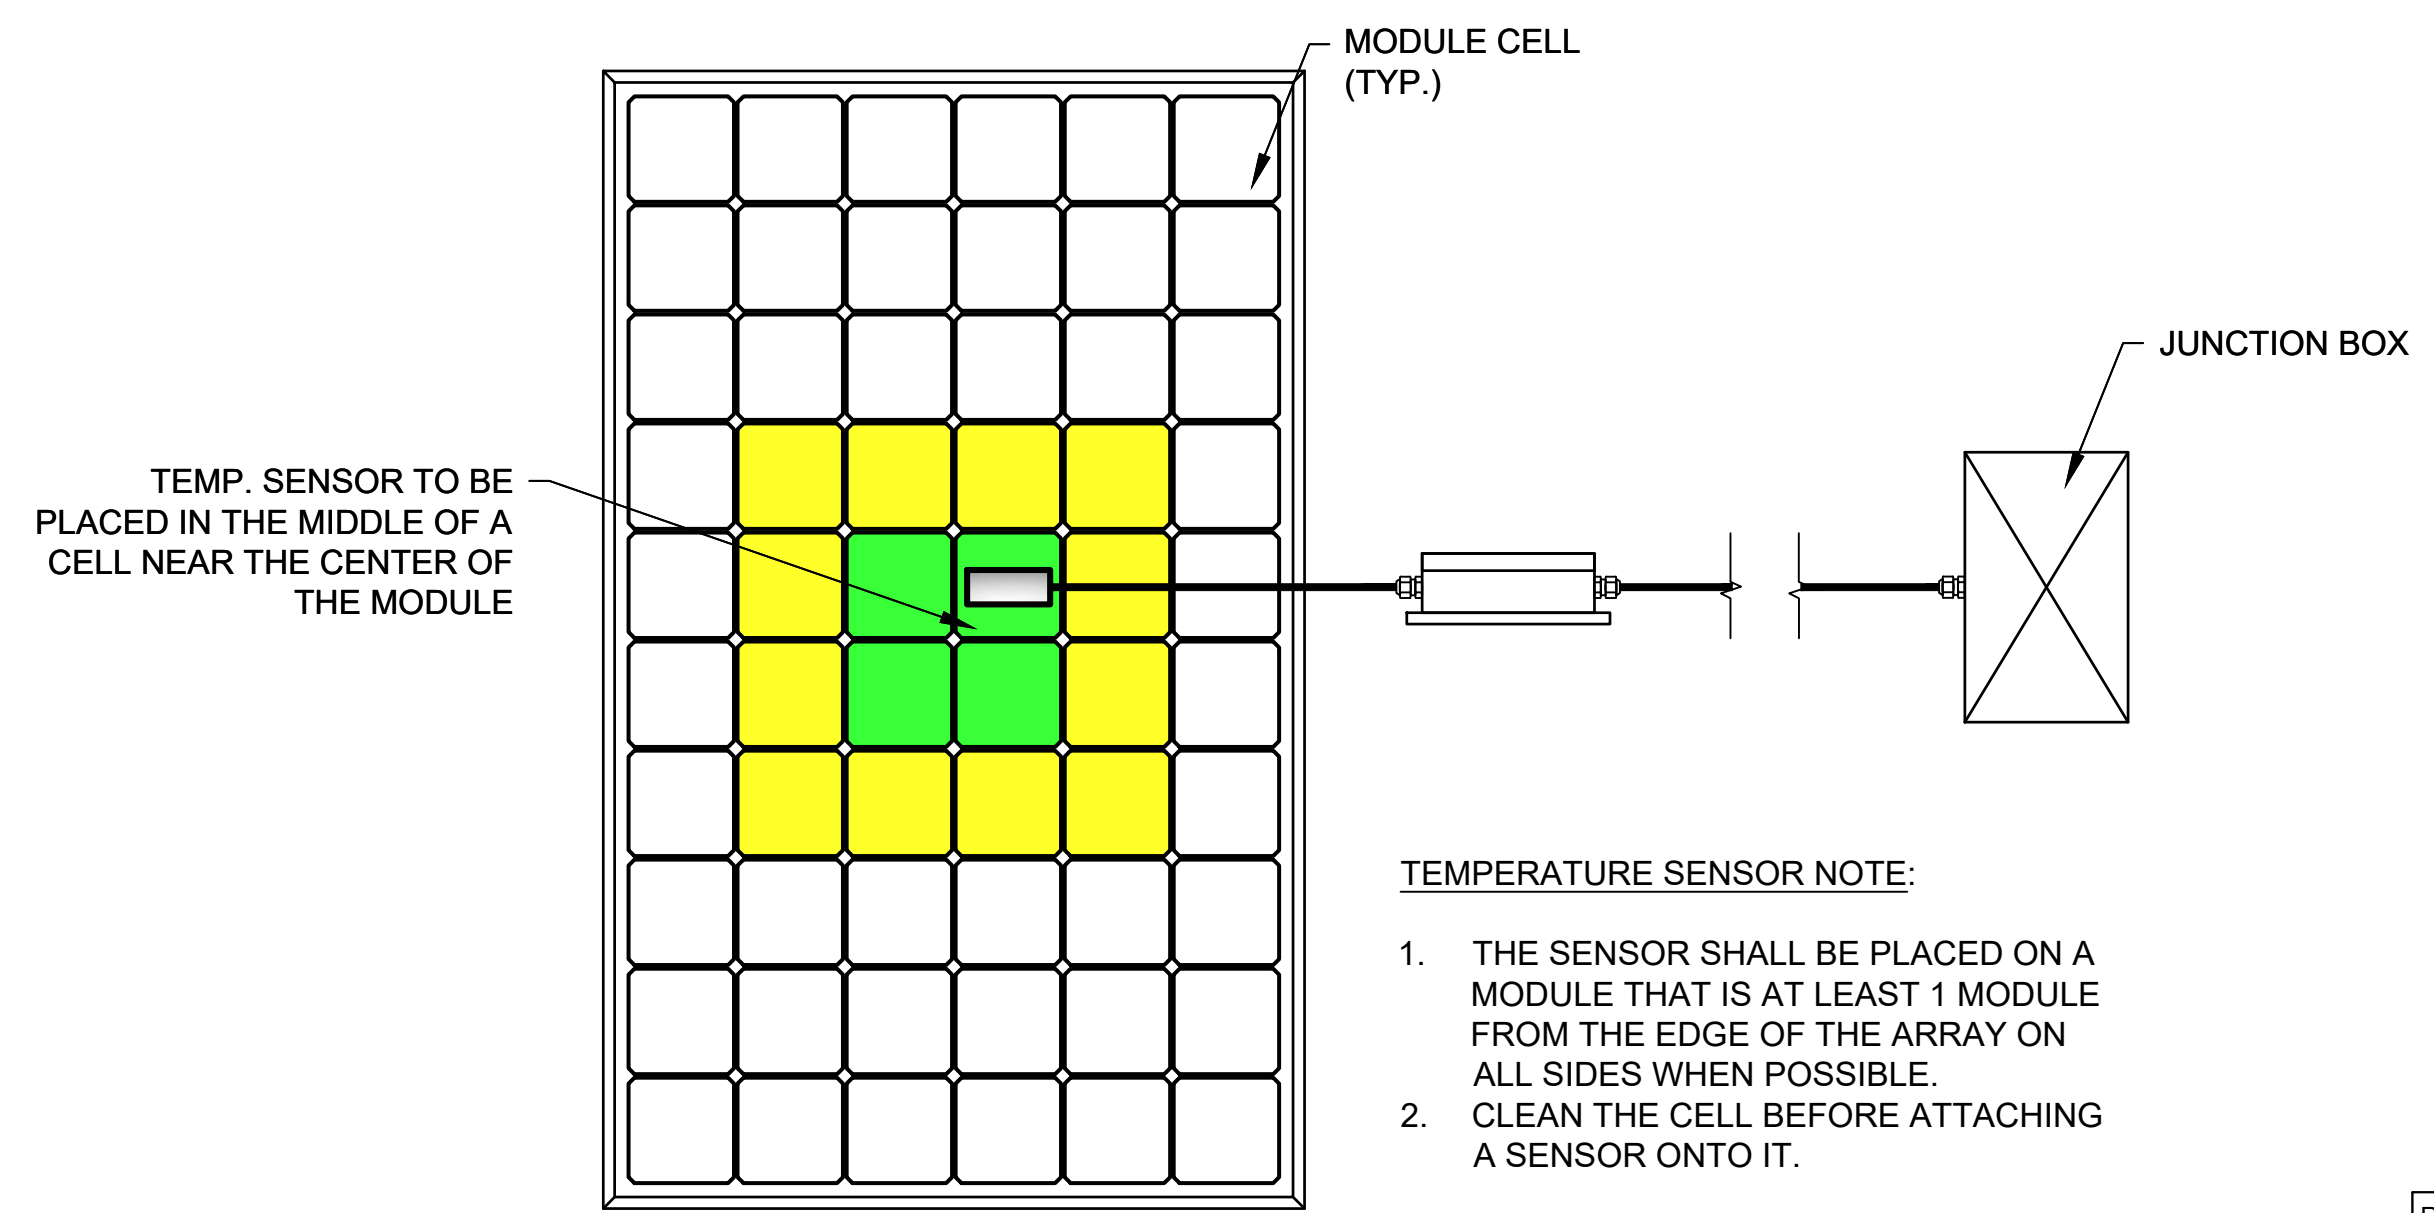 MODULE CELL
(TYP.)
JUNCTION BOX
TEMP. SENSOR TO BE
PLACED IN THE MIDDLE OF A
CELL NEAR THE CENTER OF
THE MODULE
TEMPERATURE SENSOR NOTE:
1. THE SENSOR SHALL BE PLACED ON A
MODULE THAT IS AT LEAST 1 MODULE
FROM THE EDGE OF THE ARRAY ON
ALL SIDES WHEN POSSIBLE.
2. CLEAN THE CELL BEFORE ATTACHING
A SENSOR ONTO IT.